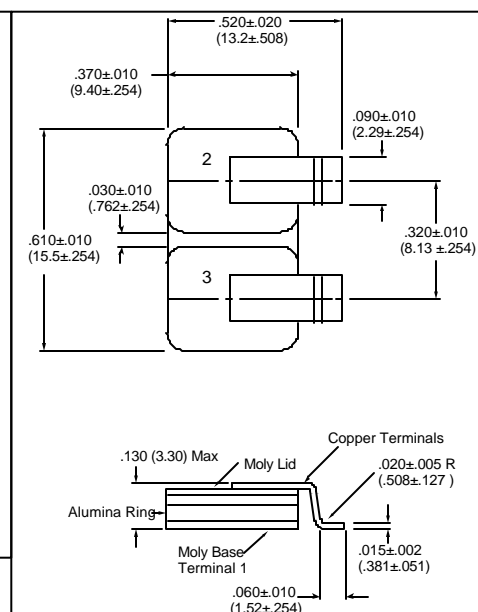 .520±.020
(13.2±.508)
.370±.010
(9.40±.254)
.090±.010
(2.29±.254)
2
.030±.010
(.762±.254)
.320±.010
(8.13 ±.254)
.610±.010
(15.5±.254)
3
Copper Terminals
.130 (3.30) Max
Moly Lid
.020±.005 R
(.508±.127 )
Alumina Ring
Moly Base
Terminal 1
.015±.002
(.381±.051)
.060±.010
(1.52±.254)